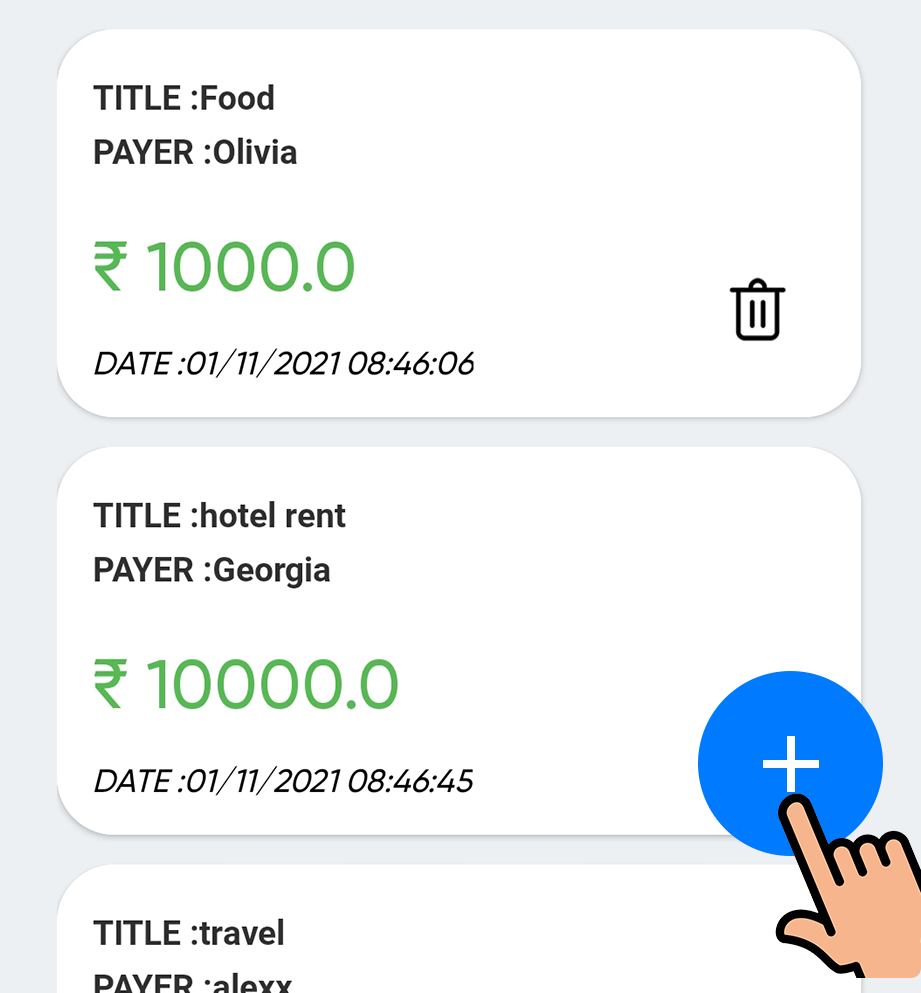 TITLE :Food
PAYER :Olivia
₹ 1000.0
DATE :01/11/2021 08:46:06
TITLE :hotel rent
PAYER :Georgia
₹ 10000.0
DATE :01/11/2021 08:46:45
TITLE :travel
PAYER :alexx